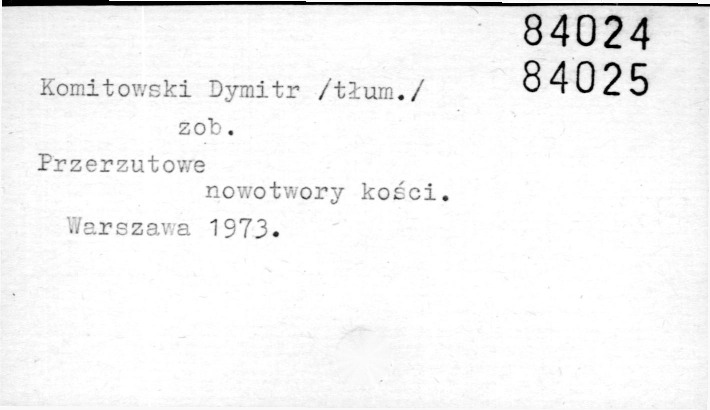 84024
84025
Komitowski Dymitr /tłum./
zob.
Przerzutowe
nowotwory kości.
Warszawa 1973.